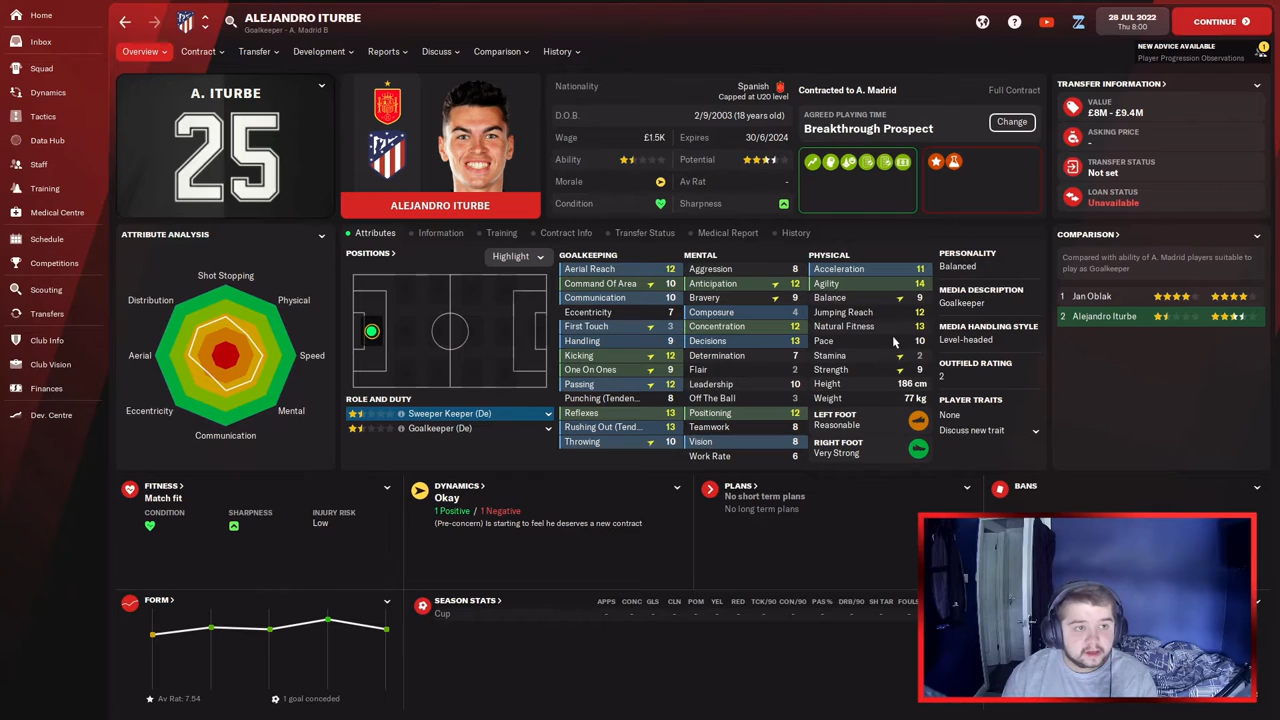 Home
Inbox
Squad
Dynamics
Tactics
Data Hub
Staff
Training
Medical Centre
Schedule
Competitions
Scouting
Transfers
Club Info
Club Vision
Finances
Dev. Centre
ALEJANDRO ITURBE
Goalkeeper - A. Madrid B
28 JUL 2022
Thu 8:00
CONTINUE
Overview
Contract
Transfer
Development
Reports
Discuss
Comparison
History
NEW ADVICE AVAILABLE
Player Progression Observations
1
A. ITURBE
25
ALEJANDRO ITURBE
Nationality Spanish
Capped at U20 level
D.O.B. 2/9/2003 (18 years old)
Wage £1.5K Expires 30/6/2024
Ability Potential
Morale Av Rat -
Condition Sharpness
Contracted to A. Madrid Full Contract
AGREED PLAYING TIME
Breakthrough Prospect
Change
TRANSFER INFORMATION
VALUE
£8M - £9.4M
ASKING PRICE
-
TRANSFER STATUS
Not set
LOAN STATUS
Unavailable
ATTRIBUTE ANALYSIS
Shot Stopping
Physical
Speed
Mental
Communication
Eccentricity
Aerial
Distribution
Attributes Information Training Contract Info Transfer Status Medical Report History
POSITIONS
Highlight
ROLE AND DUTY
Sweeper Keeper (De)
Goalkeeper (De)
GOALKEEPING
Aerial Reach 12
Command Of Area 10
Communication 10
Eccentricity 7
First Touch 3
Handling 9
Kicking 12
One On Ones 9
Passing 12
Punching (Tenden... 8
Reflexes 13
Rushing Out (Tend... 13
Throwing 10
MENTAL
Aggression 8
Anticipation 12
Bravery 9
Composure 4
Concentration 12
Decisions 13
Determination 7
Flair 2
Leadership 10
Off The Ball 3
Positioning 12
Teamwork 8
Vision 8
Work Rate 6
PHYSICAL
Acceleration 11
Agility 14
Balance 9
Jumping Reach 12
Natural Fitness 13
Pace 10
Stamina 2
Strength 9
Height 186 cm
Weight 77 kg
LEFT FOOT
Reasonable
RIGHT FOOT
Very Strong
PERSONALITY
Balanced
MEDIA DESCRIPTION
Goalkeeper
MEDIA HANDLING STYLE
Level-headed
OUTFIELD RATING
2
PLAYER TRAITS
None
Discuss new trait
COMPARISON
Compared with ability of A. Madrid players suitable
to play as Goalkeeper
1 Jan Oblak
2 Alejandro Iturbe
FITNESS
Match fit
CONDITION
SHARPNESS
INJURY RISK
Low
DYNAMICS
Okay
1 Positive / 1 Negative
(Pre-concern) Is starting to feel he deserves a new contract
PLANS
No short term plans
No long term plans
BANS
FORM
Av Rat: 7.54
1 goal conceded
SEASON STATS
APPS CONC GLS CLN POM YEL RED TCK/90 CON/90 PAS % DRB/90 SH TAR FOULS
Cup - - - - - - - - - - - - -